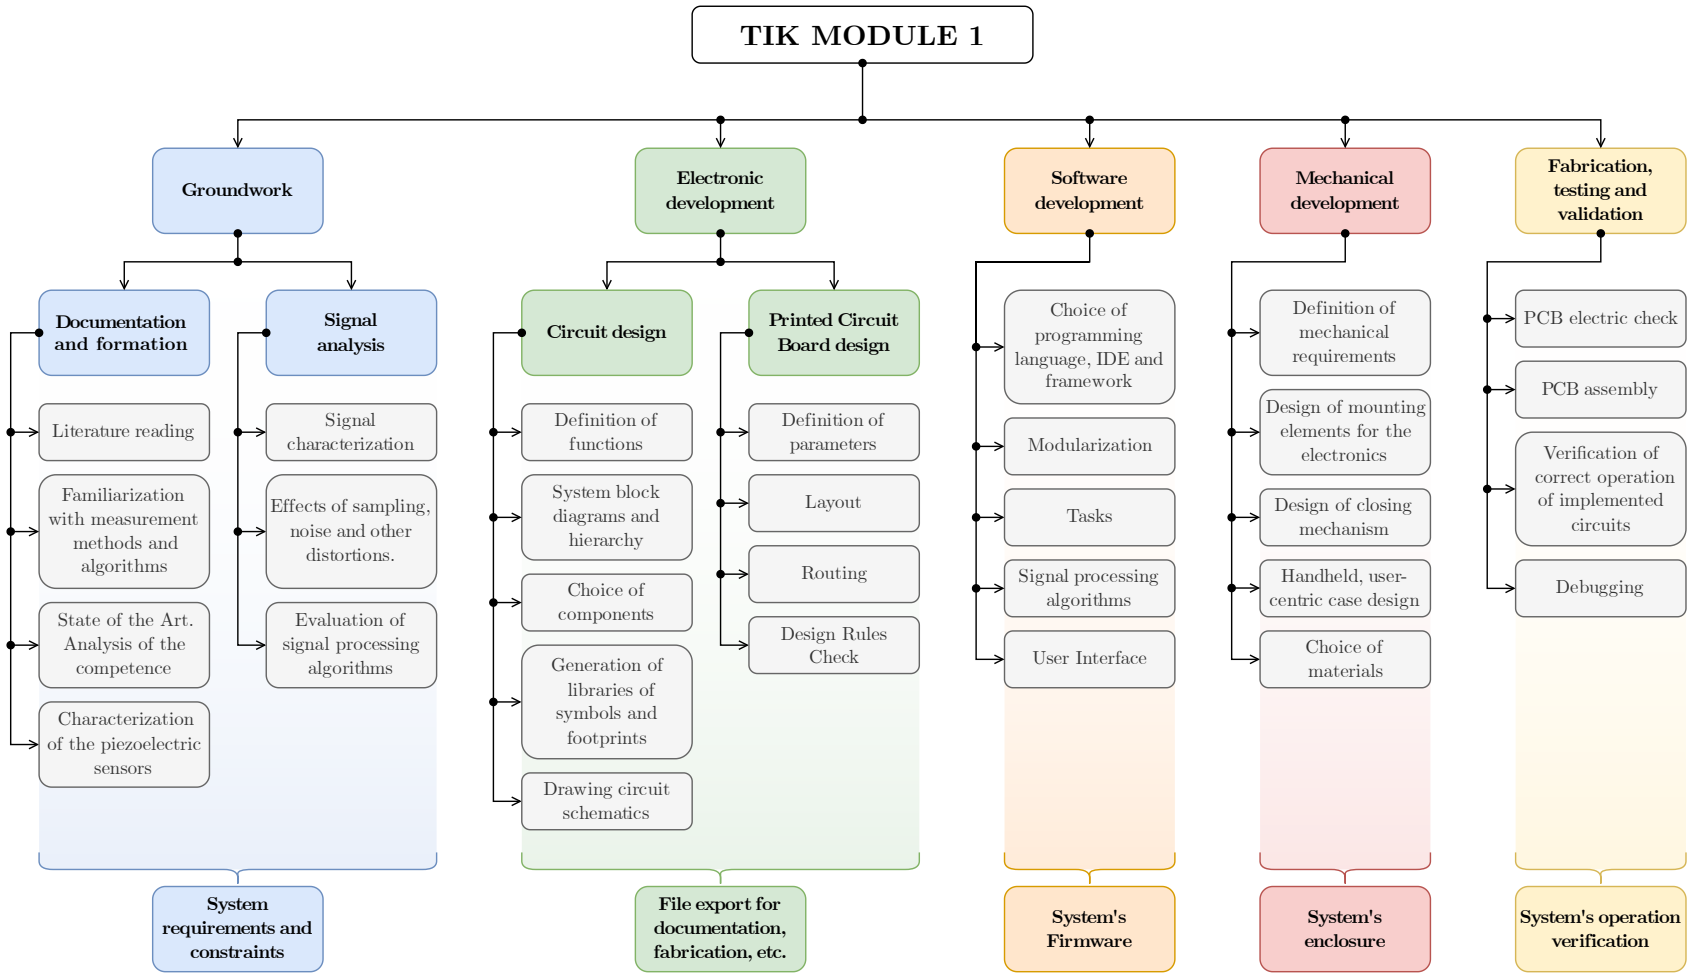 TIK MODULE 1
Groundwork
Electronic
development
Software
development
Mechanical
development
Fabrication,
testing and
validation
Documentation
and formation
Literature reading
Familiarization
with measurement
methods and
algorithms
State of the Art.
Analysis of the
competence
Characterization
of the piezoelectric
sensors
Signal
analysis
Signal
characterization
Effects of sampling,
noise and other
distortions.
Evaluation of
signal processing
algorithms
Circuit design
Definition of
functions
System block
diagrams and
hierarchy
Choice of
components
Generation of
libraries of
symbols and
footprints
Drawing circuit
schematics
Printed Circuit
Board design
Definition of
parameters
Layout
Routing
Design Rules
Check
Choice of
programming
language, IDE and
framework
Modularization
Tasks
Signal processing
algorithms
User Interface
Definition of
mechanical
requirements
Design of mounting
elements for the
electronics
Design of closing
mechanism
Handheld, user-
centric case design
Choice of
materials
PCB electric check
PCB assembly
Verification of
correct operation
of implemented
circuits
Debugging
System
requirements and
constraints
File export for
documentation,
fabrication, etc.
System's
Firmware
System's
enclosure
System's operation
verification